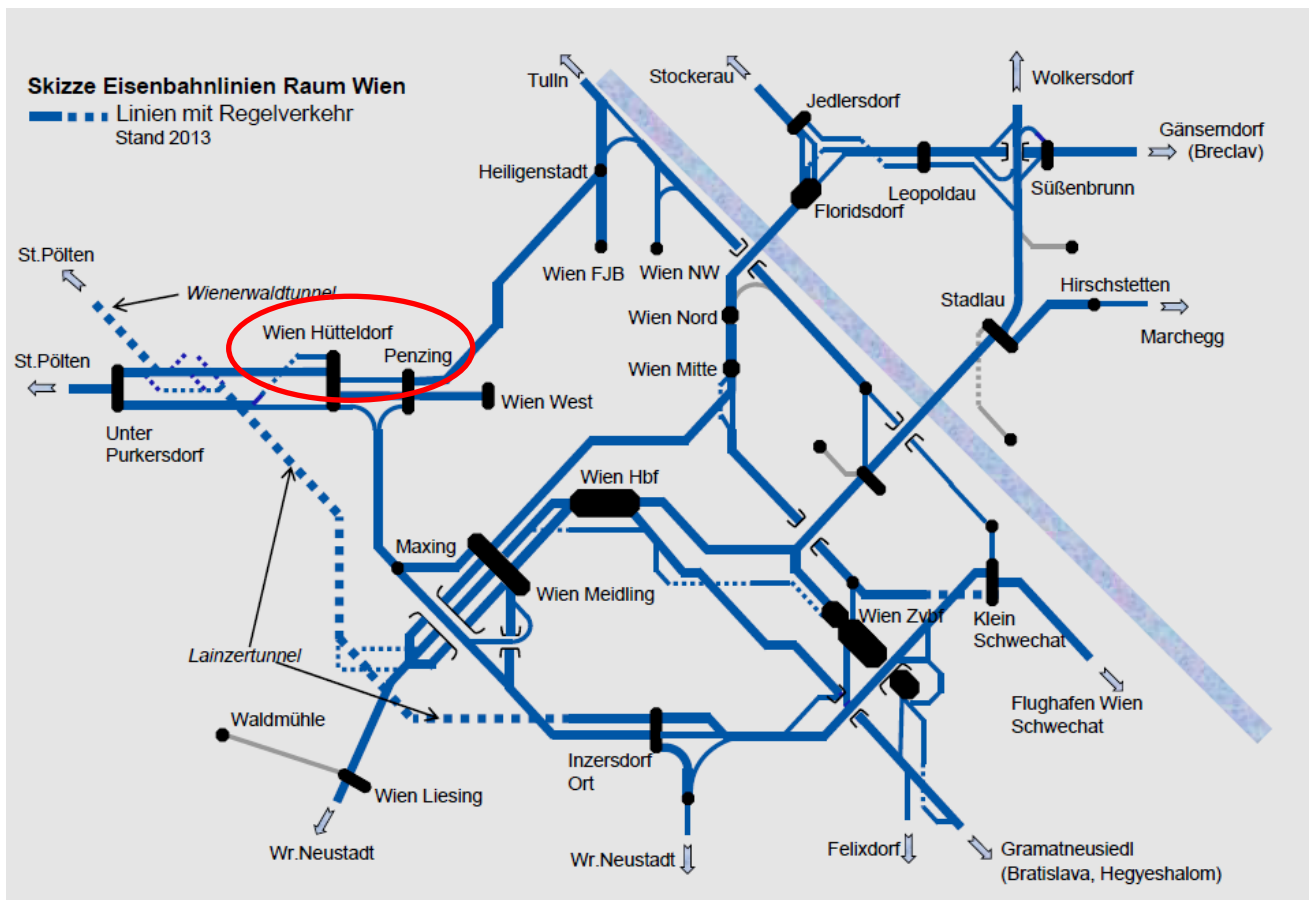 Skizze Eisenbahnlinien Raum Wien
Linien mit Regelverkehr
Stand 2013
Tulln
Stockerau
Wolkersdorf
Jedlersdorf
Gänserndorf
(Breclav)
Heiligenstadt
Leopoldau
Süßenbrunn
Floridsdorf
St.Pölten
Wien FJB
Wien NW
Wienerwaldtunnel
Hirschstetten
Stadlau
Wien Nord
Marchegg
Wien Hütteldorf
Penzing
St.Pölten
Wien Mitte
Wien West
Unter
Purkersdorf
Wien Hbf
Maxing
Wien Meidling
Wien Zvbf
Klein
Schwechat
Lainzertunnel
Flughafen Wien
Schwechat
Waldmühle
Inzersdorf
Ort
Wien Liesing
Wr.Neustadt
Wr.Neustadt
Felixdorf
Gramatneusiedl
(Bratislava, Hegyeshalom)